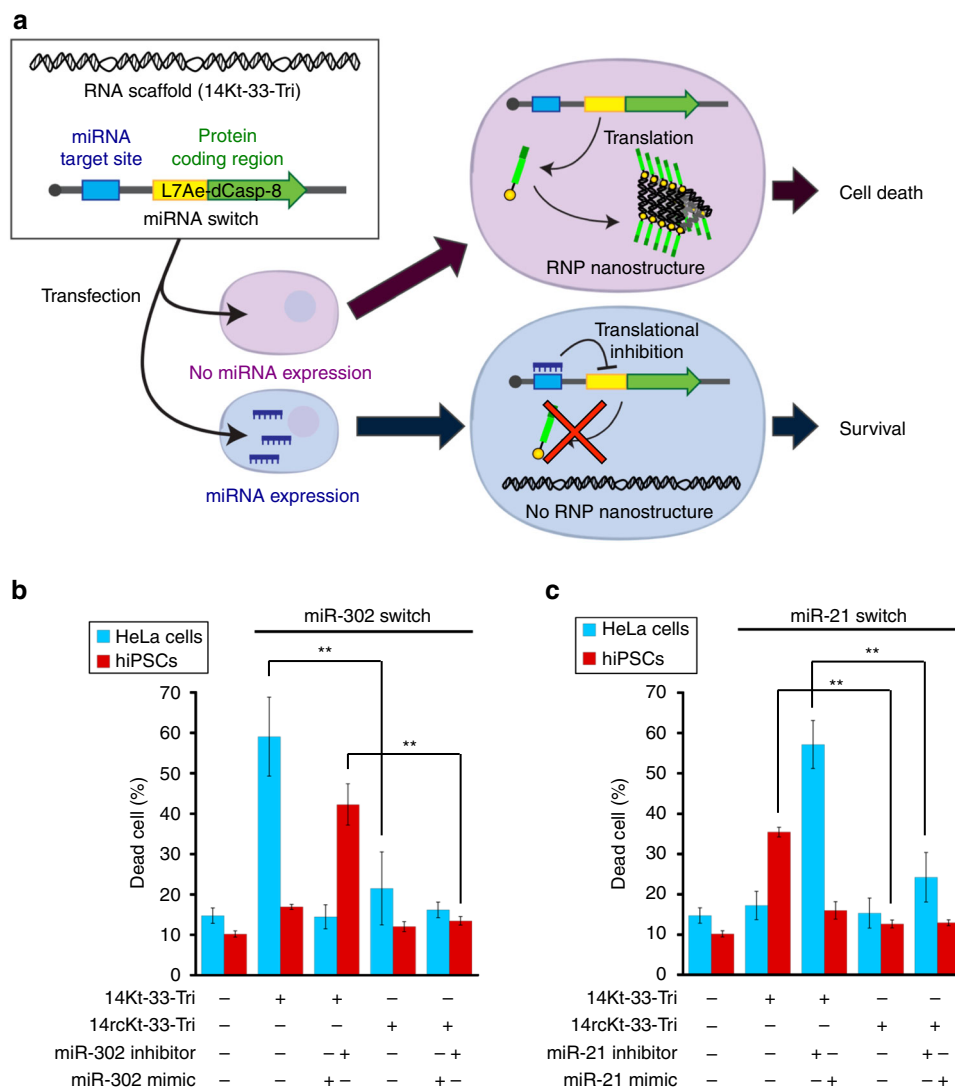 a
RNA scaffold (14Kt-33-Tri)
miRNA
target site
Protein
coding region
L7Ae-dCasp-8
miRNA switch
Transfection
No miRNA expression
miRNA expression
Translation
RNP nanostructure
Cell death
Translational
inhibition
No RNP nanostructure
Survival
b
miR-302 switch
HeLa cells
hiPSCs
**
**
Dead cell (%)
70
60
50
40
30
20
10
0
14Kt-33-Tri – + + – –
14rcKt-33-Tri – – – + +
miR-302 inhibitor – – –+ – –+
miR-302 mimic – – +– – +–
c
miR-21 switch
HeLa cells
hiPSCs
**
**
Dead cell (%)
70
60
50
40
30
20
10
0
14Kt-33-Tri – + + – –
14rcKt-33-Tri – – – + +
miR-21 inhibitor – – +– – +–
miR-21 mimic – – –+ – –+